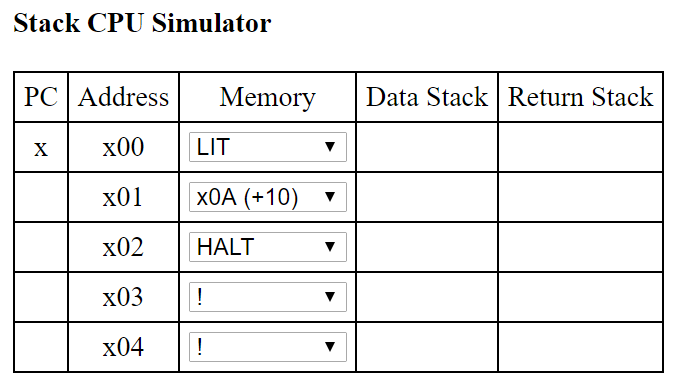 Stack CPU Simulator
PC Address Memory Data Stack Return Stack
x x00 LIT
x01 x0A (+10)
x02 HALT
x03 !
x04 !